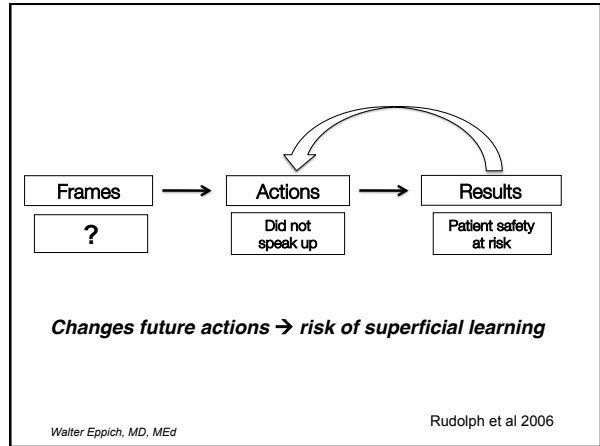 Frames
Actions
Results
?
Did not
speak up
Patient safety
at risk
Changes future actions → risk of superficial learning
Walter Eppich, MD, MEd
Rudolph et al 2006